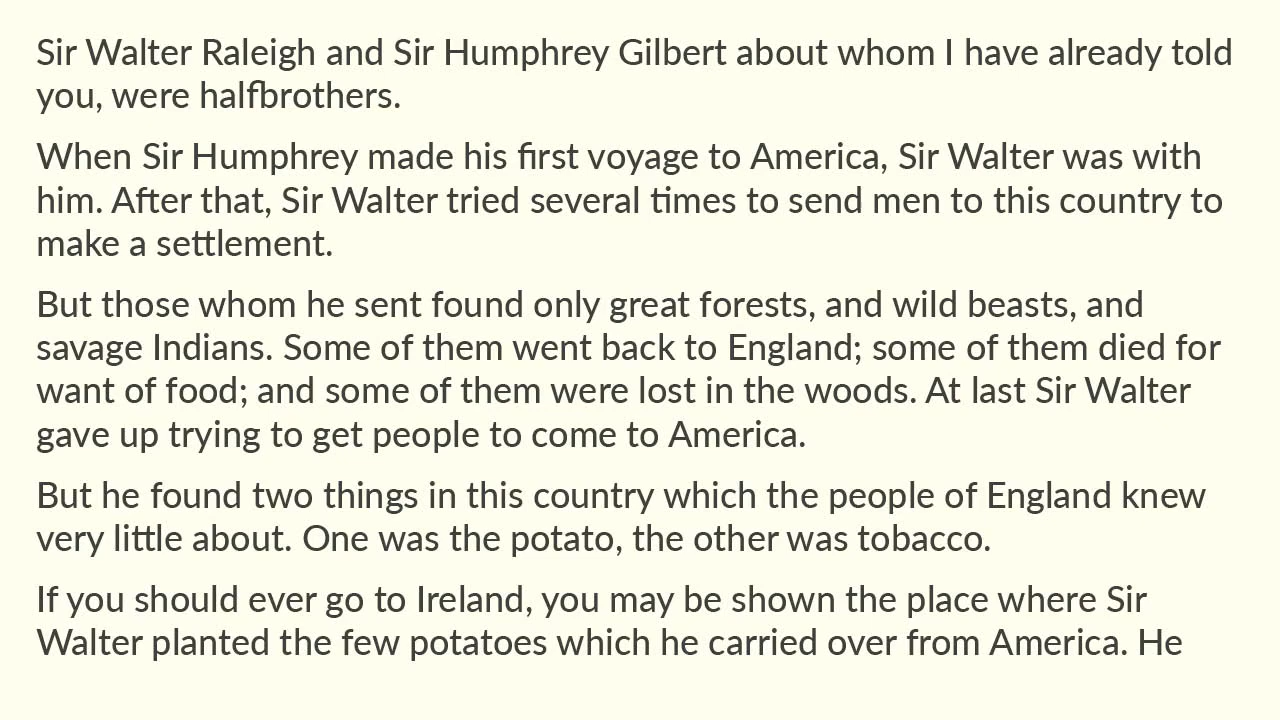 Sir Walter Raleigh and Sir Humphrey Gilbert about whom I have already told
you, were halfbrothers.
When Sir Humphrey made his first voyage to America, Sir Walter was with
him. After that, Sir Walter tried several times to send men to this country to
make a settlement.
But those whom he sent found only great forests, and wild beasts, and
savage Indians. Some of them went back to England; some of them died for
want of food; and some of them were lost in the woods. At last Sir Walter
gave up trying to get people to come to America.
But he found two things in this country which the people of England knew
very little about. One was the potato, the other was tobacco.
If you should ever go to Ireland, you may be shown the place where Sir
Walter planted the few potatoes which he carried over from America. He